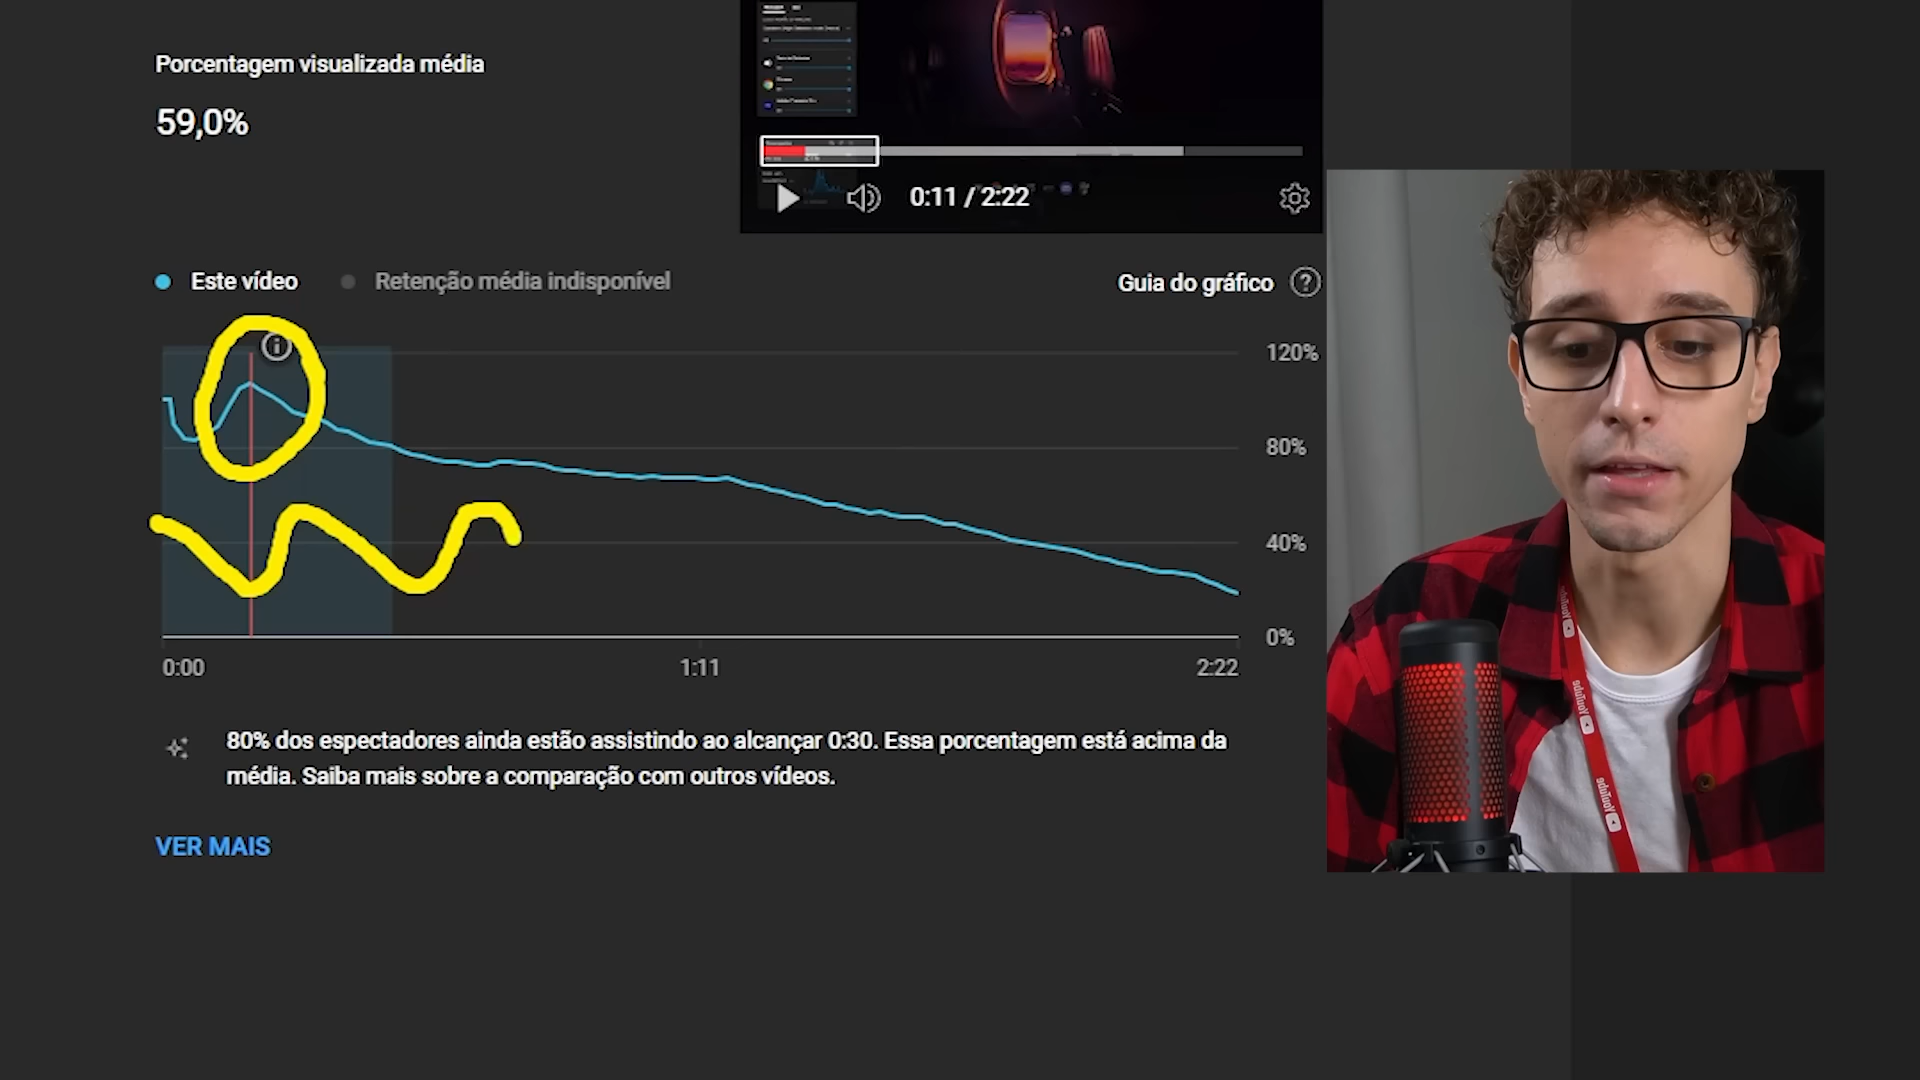 Porcentagem visualizada média
59,0%
0:11 / 2:22
Este vídeo
Retenção média indisponível
Guia do gráfico
120%
80%
40%
0%
0:00
1:11
2:22
80% dos espectadores ainda estão assistindo ao alcançar 0:30. Essa porcentagem está acima da
média. Saiba mais sobre a comparação com outros vídeos.
VER MAIS
YouTube
YouTube